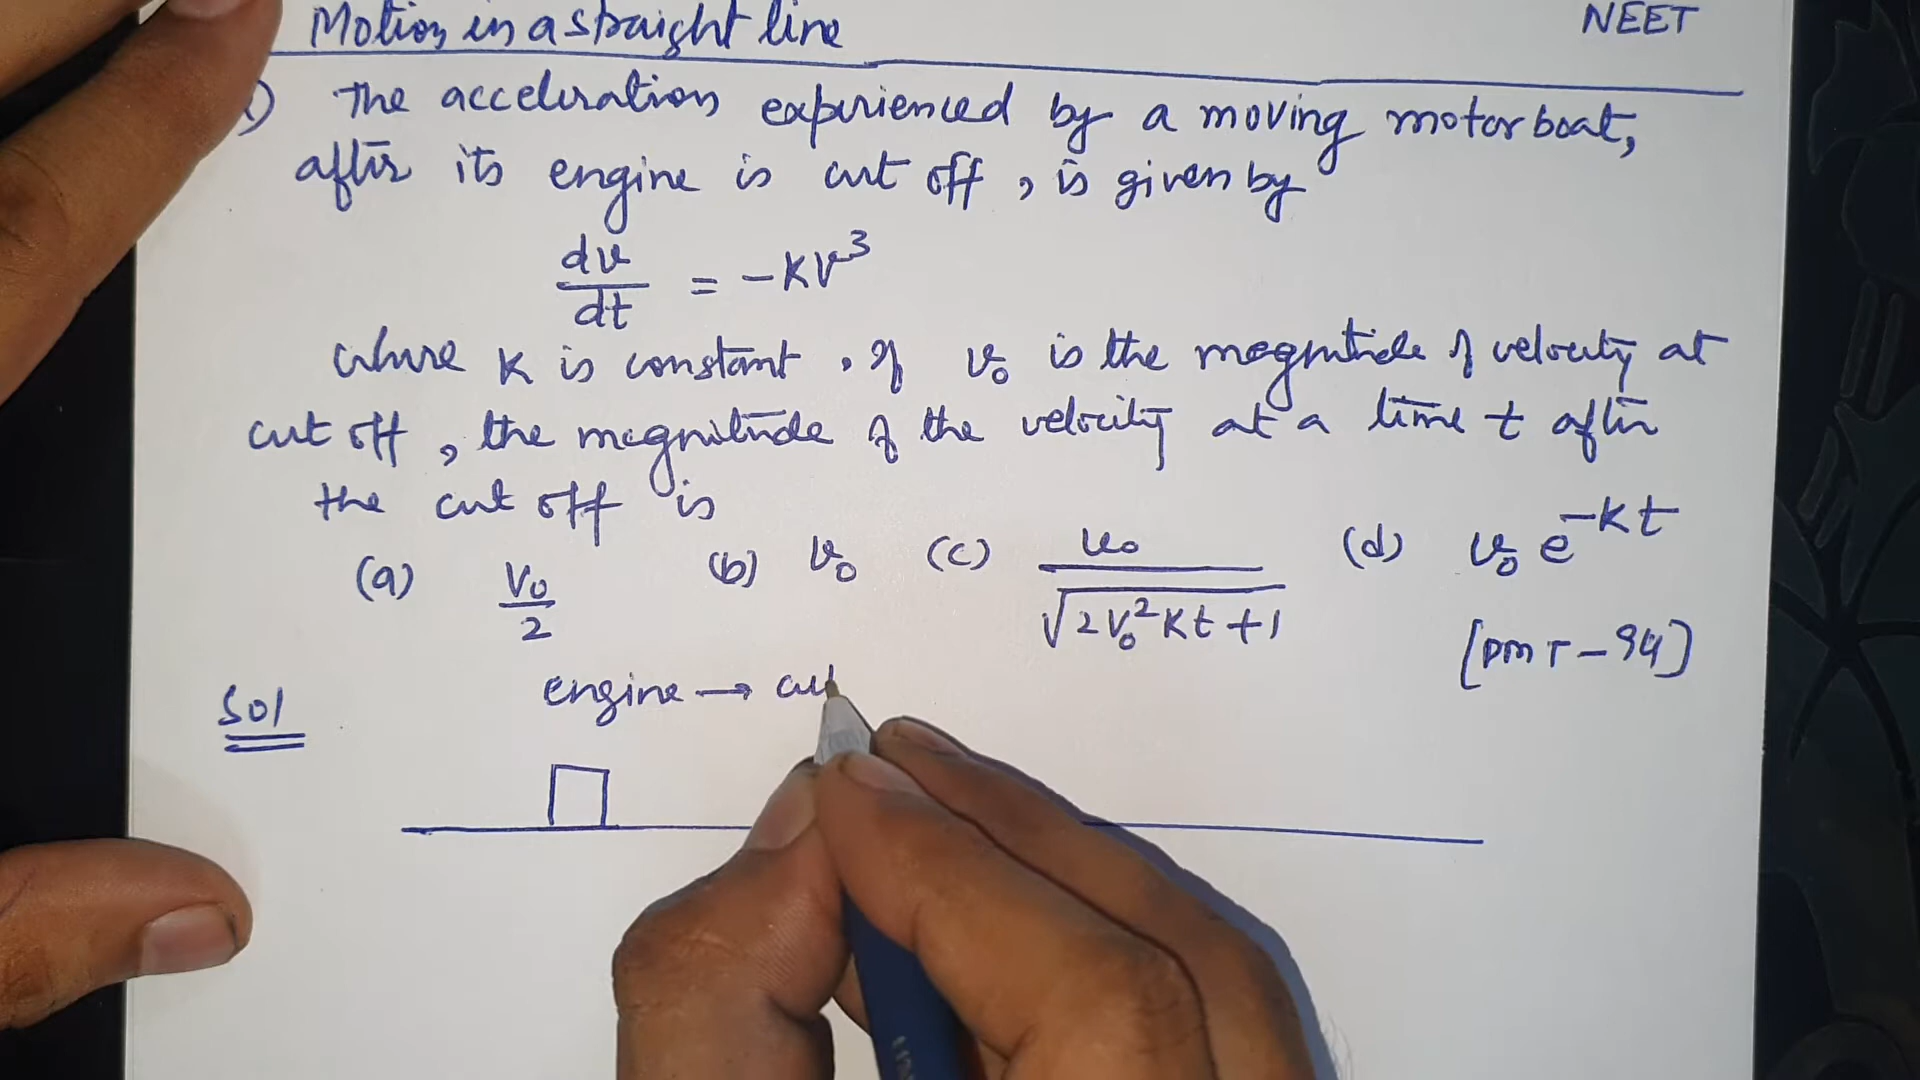 Motion in a straight line
NEET
) The acceleration experienced by a moving motor boat,
after its engine is cut off, is given by
dv/dt = -KV³
where K is constant. If v₀ is the magnitude of velocity at
cut off, the magnitude of the velocity at a time t after
the cut off is
(a) V₀/2 (b) v₀ (c) v₀/√(2V₀²Kt+1) (d) v₀ e^(-Kt)
[PMT-94]
Sol
engine → cut